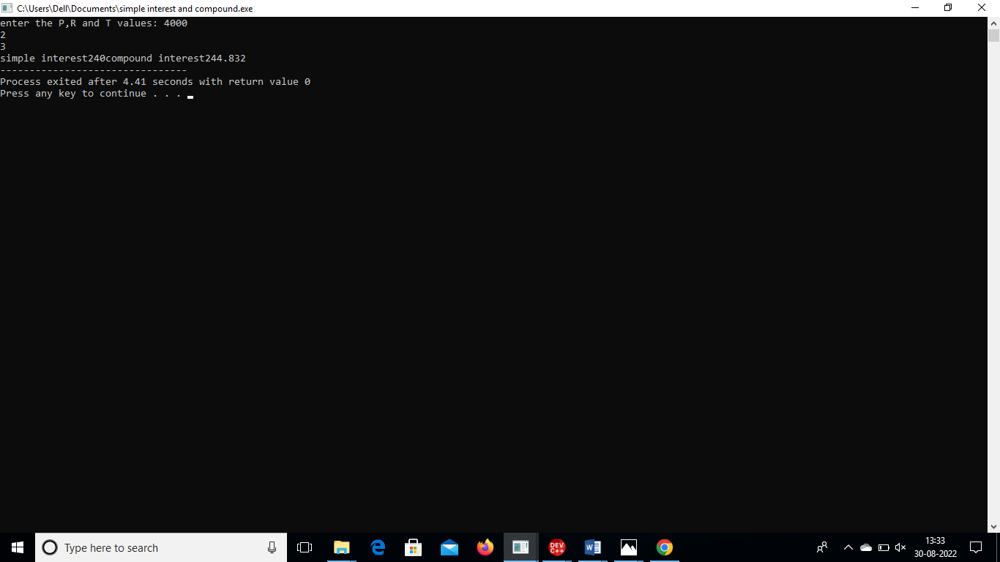 C:\Users\Dell\Documents\simple interest and compound.exe
enter the P,R and T values: 4000
2
3
simple interest240compound interest244.832
--------------------------------
Process exited after 4.41 seconds with return value 0
Press any key to continue . . .
Type here to search
DEV
C++
W
13:33
30-08-2022